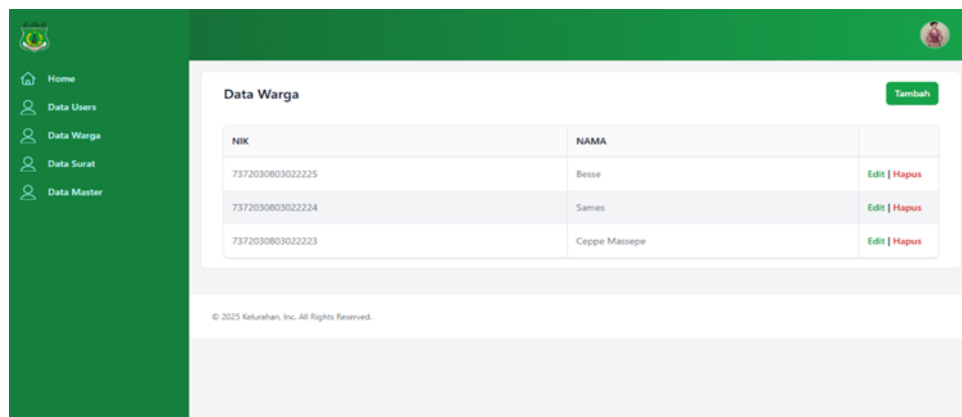 Home
Data Users
Data Warga
Data Surat
Data Master
Data Warga
Tambah
NIK NAMA
7372030803022225 Besse Edit | Hapus
7372030803022224 Sames Edit | Hapus
7372030803022223 Ceppe Massepe Edit | Hapus
© 2025 Kelurahan, Inc. All Rights Reserved.